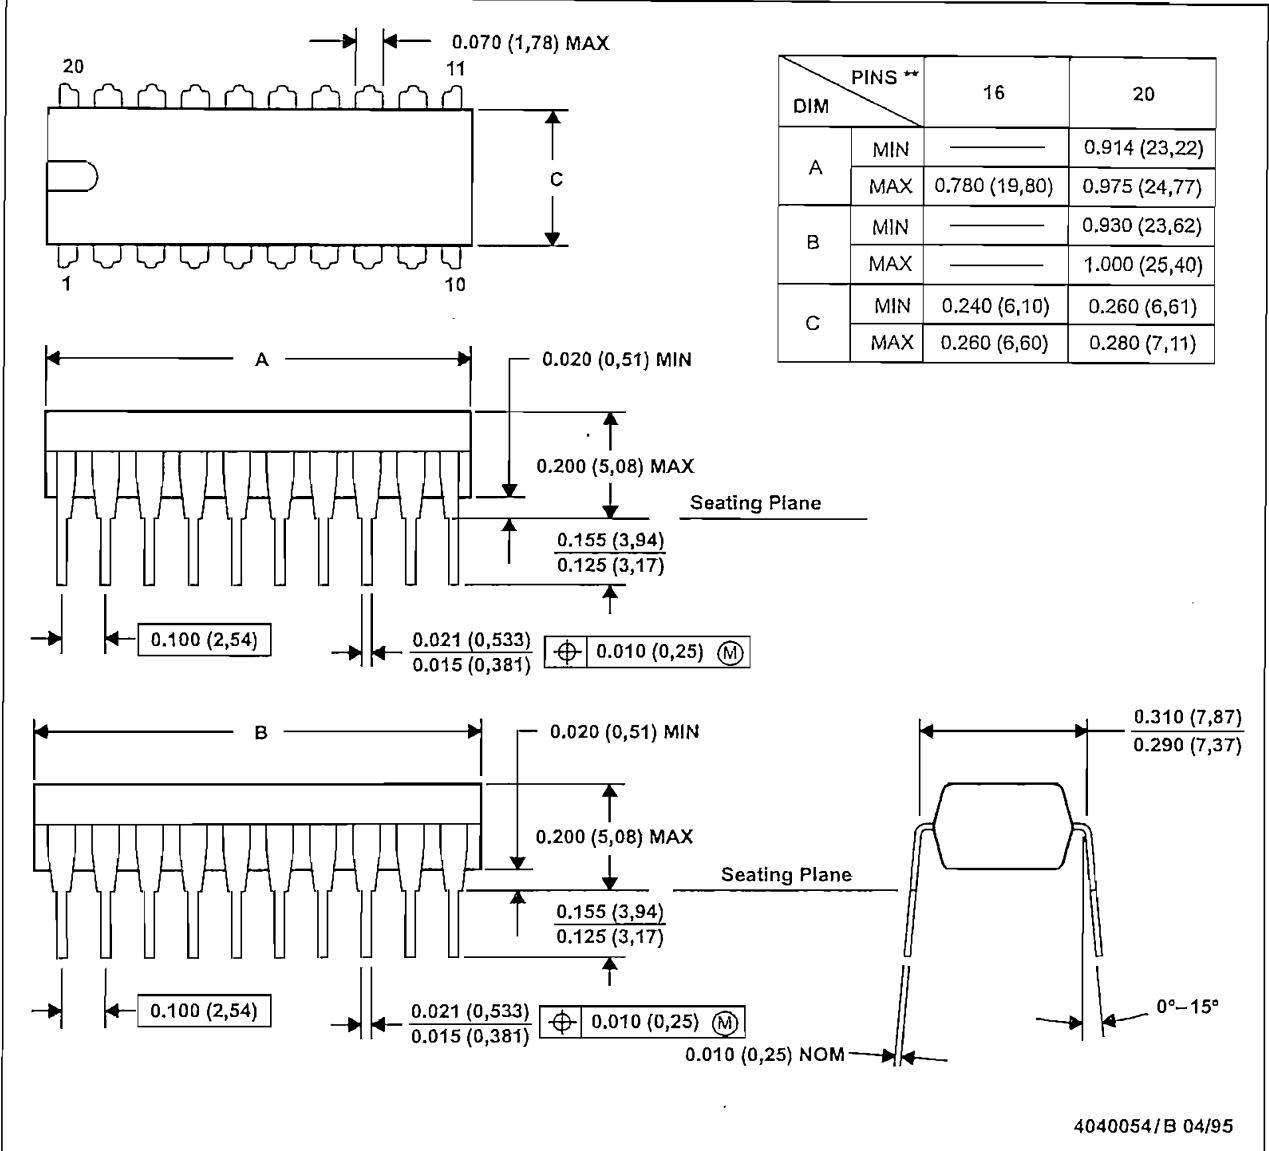 0.070 (1,78) MAX
20
11
C
1
10
PINS **
DIM
16
20
A
MIN
0.914 (23,22)
MAX
0.780 (19,80)
0.975 (24,77)
B
MIN
0.930 (23,62)
MAX
1.000 (25,40)
C
MIN
0.240 (6,10)
0.260 (6,61)
MAX
0.260 (6,60)
0.280 (7,11)
A
0.020 (0,51) MIN
0.200 (5,08) MAX
Seating Plane
0.155 (3,94)
0.125 (3,17)
0.100 (2,54)
0.021 (0,533)
0.015 (0,381)
0.010 (0,25) Ⓜ
B
0.020 (0,51) MIN
0.310 (7,87)
0.290 (7,37)
0.200 (5,08) MAX
Seating Plane
0.155 (3,94)
0.125 (3,17)
0.100 (2,54)
0.021 (0,533)
0.015 (0,381)
0.010 (0,25) Ⓜ
0°–15°
0.010 (0,25) NOM
4040054/B 04/95